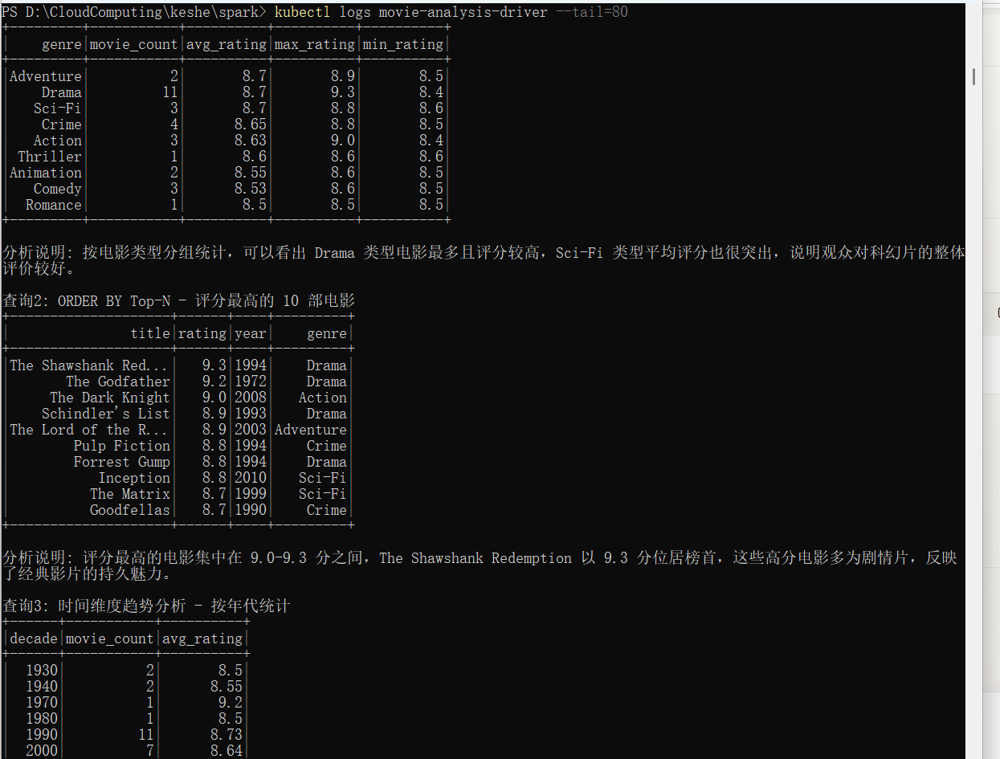 PS D:\CloudComputing\keshe\spark> kubectl logs movie-analysis-driver --tail=80
+---------+-----------+----------+----------+----------+
|    genre|movie_count|avg_rating|max_rating|min_rating|
+---------+-----------+----------+----------+----------+
|Adventure|          2|       8.7|       8.9|       8.5|
|    Drama|         11|       8.7|       9.3|       8.4|
|   Sci-Fi|          3|       8.7|       8.8|       8.6|
|    Crime|          4|      8.65|       8.8|       8.5|
|   Action|          3|      8.63|       9.0|       8.4|
| Thriller|          1|       8.6|       8.6|       8.6|
|Animation|          2|      8.55|       8.6|       8.5|
|   Comedy|          3|      8.53|       8.6|       8.5|
|  Romance|          1|       8.5|       8.5|       8.5|
+---------+-----------+----------+----------+----------+
分析说明: 按电影类型分组统计，可以看出 Drama 类型电影最多且评分较高，Sci-Fi 类型平均评分也很突出，说明观众对科幻片的整体
评价较好。
查询2: ORDER BY Top-N - 评分最高的 10 部电影
+--------------------+------+----+---------+
|               title|rating|year|    genre|
+--------------------+------+----+---------+
|The Shawshank Red...|   9.3|1994|    Drama|
|       The Godfather|   9.2|1972|    Drama|
|     The Dark Knight|   9.0|2008|   Action|
|    Schindler's List|   8.9|1993|    Drama|
|The Lord of the R...|   8.9|2003|Adventure|
|        Pulp Fiction|   8.8|1994|    Crime|
|        Forrest Gump|   8.8|1994|    Drama|
|           Inception|   8.8|2010|   Sci-Fi|
|          The Matrix|   8.7|1999|   Sci-Fi|
|          Goodfellas|   8.7|1990|    Crime|
+--------------------+------+----+---------+
分析说明: 评分最高的电影集中在 9.0-9.3 分之间，The Shawshank Redemption 以 9.3 分位居榜首，这些高分电影多为剧情片，反映
了经典影片的持久魅力。
查询3: 时间维度趋势分析 - 按年代统计
+------+-----------+----------+
|decade|movie_count|avg_rating|
+------+-----------+----------+
|  1930|          2|       8.5|
|  1940|          2|      8.55|
|  1970|          1|       9.2|
|  1980|          1|       8.5|
|  1990|         11|      8.73|
|  2000|          7|      8.64|